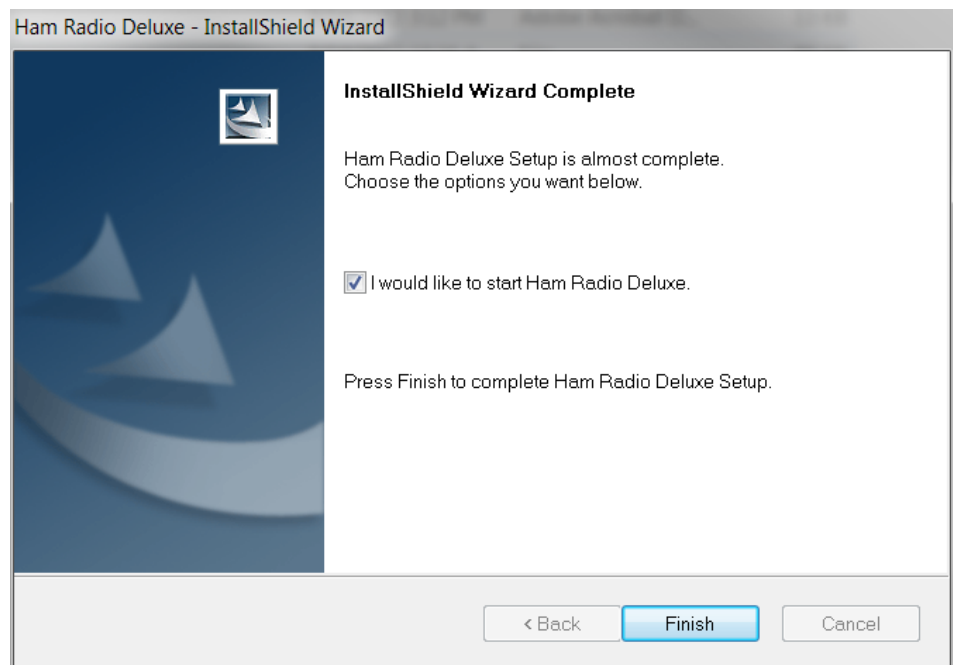 Ham Radio Deluxe - InstallShield Wizard
InstallShield Wizard Complete
Ham Radio Deluxe Setup is almost complete.
Choose the options you want below.
I would like to start Ham Radio Deluxe.
Press Finish to complete Ham Radio Deluxe Setup.
< Back
Finish
Cancel